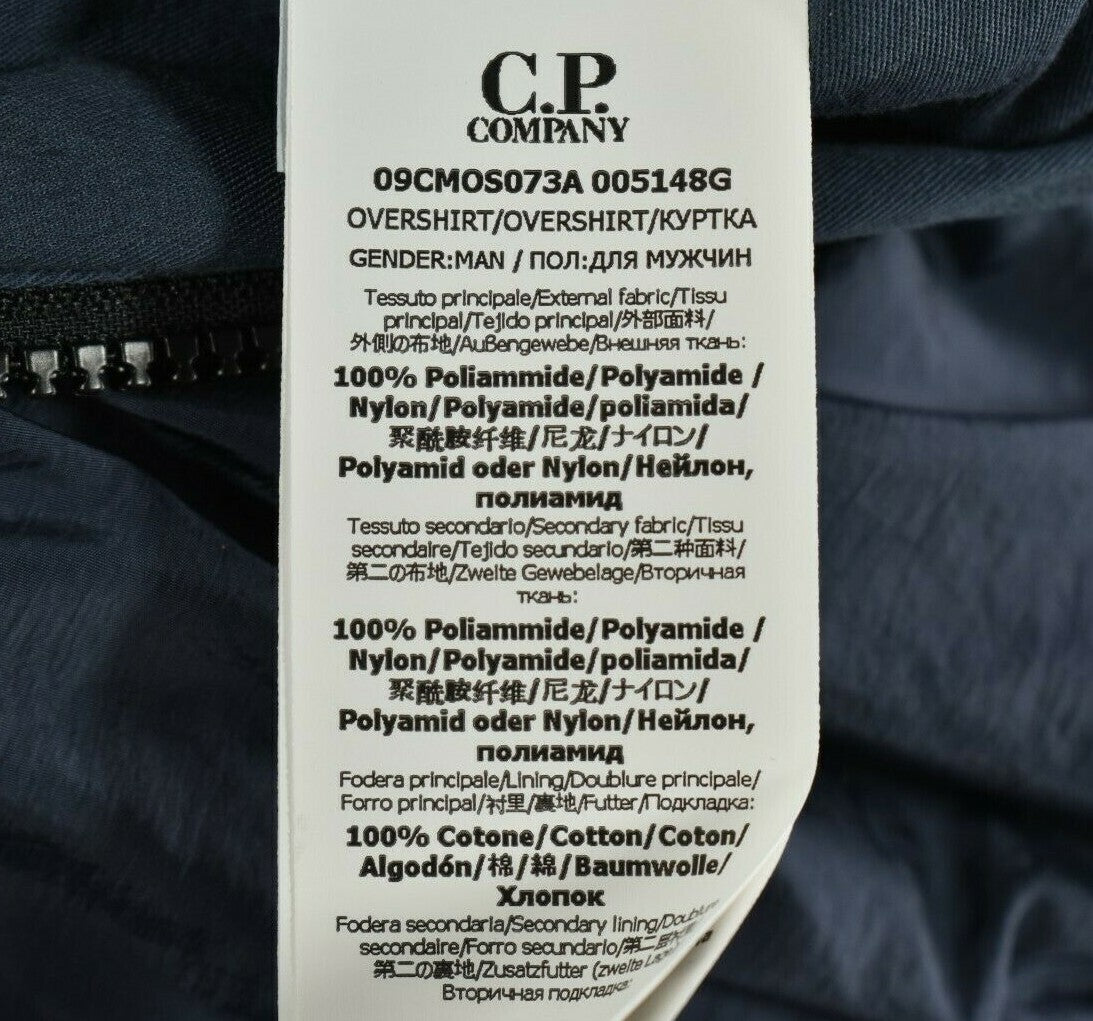 C.P.
COMPANY
09CMOS073A 005148G
OVERSHIRT/OVERSHIRT/КУРТКА
GENDER:MAN / ПОЛ:ДЛЯ МУЖЧИН
Tessuto principale/External fabric/Tissu
principal/Tejido principal/外部面料/
外側の布地/Außengewebe/Внешняя ткань:
100% Poliammide/Polyamide /
Nylon/Polyamide/poliamida/
聚酰胺纤维/尼龙/ナイロン/
Polyamid oder Nylon/Нейлон,
полиамид
Tessuto secondario/Secondary fabric/Tissu
secondaire/Tejido secundario/第二种面料/
第二の布地/Zweite Gewebelage/Вторичная
ткань:
100% Poliammide/Polyamide /
Nylon/Polyamide/poliamida/
聚酰胺纤维/尼龙/ナイロン/
Polyamid oder Nylon/Нейлон,
полиамид
Fodera principale/Lining/Doublure principale/
Forro principal/衬里/裏地/Futter/Подкладка:
100% Cotone/Cotton/Coton/
Algodón/棉/綿/Baumwolle/
Хлопок
Fodera secondaria/Secondary lining/Doublure
secondaire/Forro secundario/第二层
第二の裏地/Zusatzfutter (zweite
Вторичная подкладка: